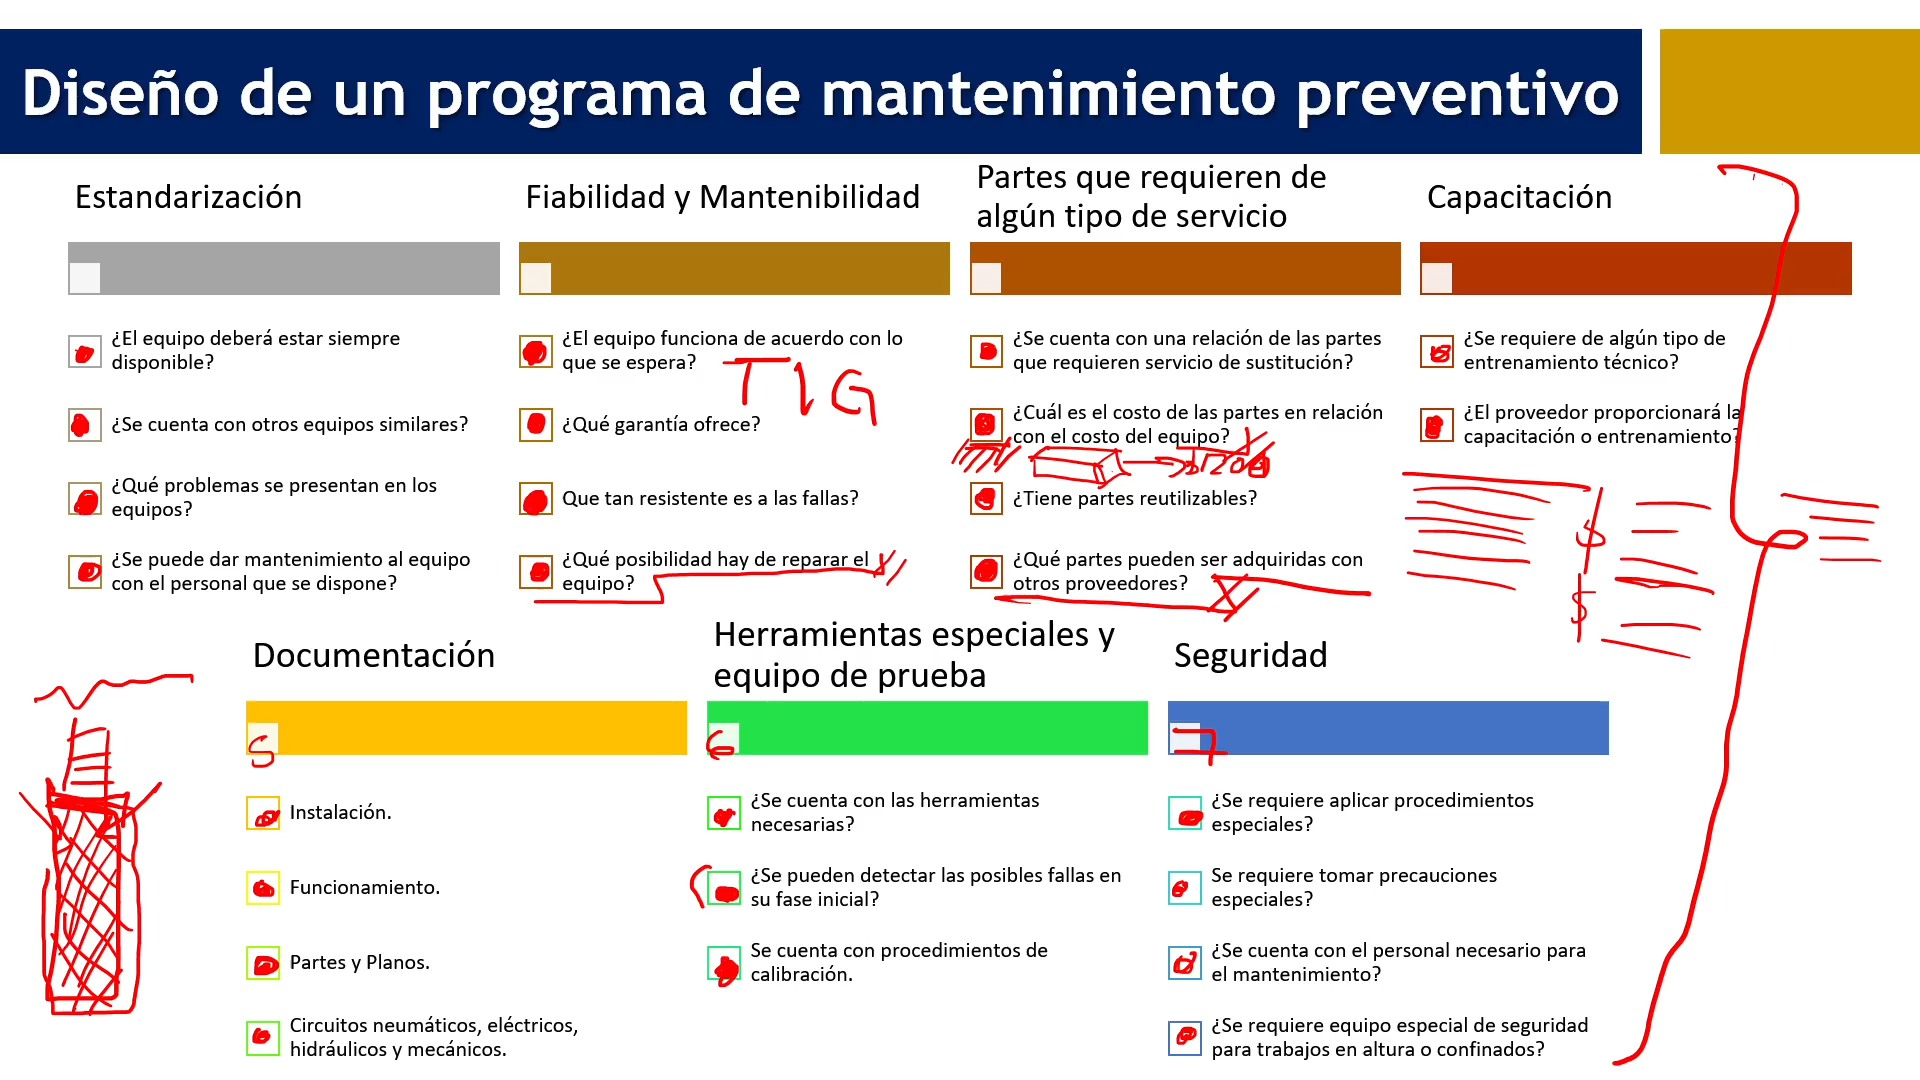 Diseño de un programa de mantenimiento preventivo
Estandarización
¿El equipo deberá estar siempre
disponible?
¿Se cuenta con otros equipos similares?
¿Qué problemas se presentan en los
equipos?
¿Se puede dar mantenimiento al equipo
con el personal que se dispone?
Fiabilidad y Mantenibilidad
¿El equipo funciona de acuerdo con lo
que se espera?
TIG
¿Qué garantía ofrece?
Que tan resistente es a las fallas?
¿Qué posibilidad hay de reparar el
equipo?
Partes que requieren de
algún tipo de servicio
¿Se cuenta con una relación de las partes
que requieren servicio de sustitución?
¿Cuál es el costo de las partes en relación
con el costo del equipo?
¿Tiene partes reutilizables?
¿Qué partes pueden ser adquiridas con
otros proveedores?
Capacitación
¿Se requiere de algún tipo de
entrenamiento técnico?
¿El proveedor proporcionará la
capacitación o entrenamiento?
$
$
Documentación
5
Instalación.
Funcionamiento.
Partes y Planos.
Circuitos neumáticos, eléctricos,
hidráulicos y mecánicos.
Herramientas especiales y
equipo de prueba
6
¿Se cuenta con las herramientas
necesarias?
¿Se pueden detectar las posibles fallas en
su fase inicial?
Se cuenta con procedimientos de
calibración.
Seguridad
7
¿Se requiere aplicar procedimientos
especiales?
Se requiere tomar precauciones
especiales?
¿Se cuenta con el personal necesario para
el mantenimiento?
¿Se requiere equipo especial de seguridad
para trabajos en altura o confinados?